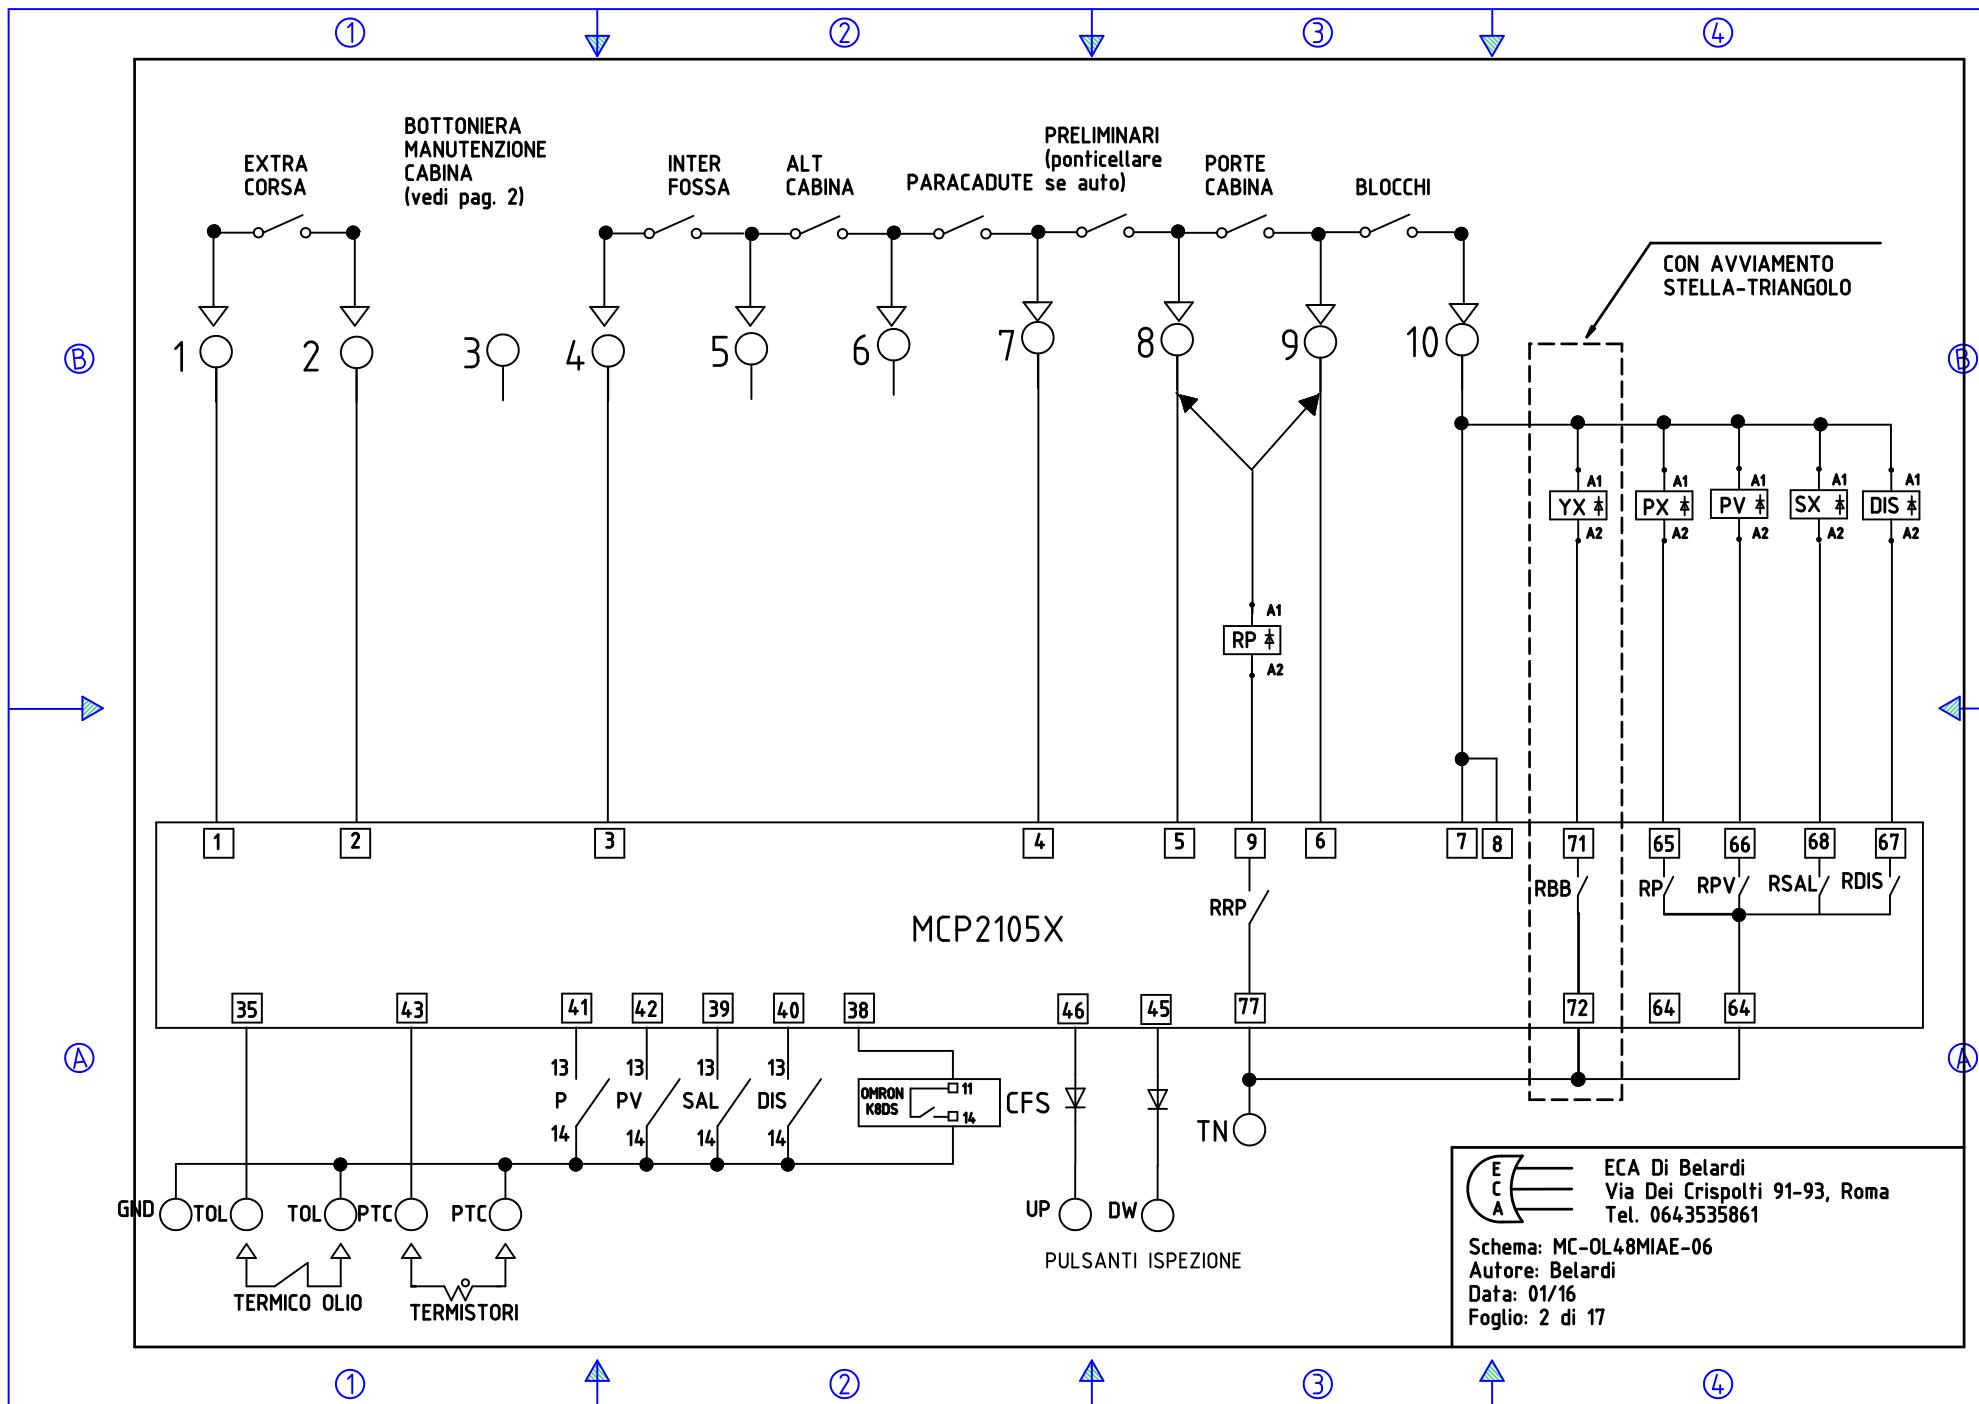 1 2 3 4
BOTTONIERA
MANUTENZIONE
CABINA
(vedi pag. 2)
EXTRA
CORSA
INTER
FOSSA
ALT
CABINA
PARACADUTE
PRELIMINARI
(ponticellare
se auto)
PORTE
CABINA
BLOCCHI
CON AVVIAMENTO
STELLA-TRIANGOLO
B 1 2 3 4 5 6 7 8 9 10 B
A1 A1 A1 A1 A1
YX PX PV SX DIS
A2 A2 A2 A2 A2
A1
RP
A2
1 2 3 4 5 9 6 7 8 71 65 66 68 67
RRP RBB RP RPV RSAL RDIS
MCP2105X
35 43 41 42 39 40 38 46 45 77 72 64 64
A A
13 13 13 13
P PV SAL DIS
14 14 14 14
OMRON
K8DS
11
14
CFS
TN
GND TOL TOL PTC PTC UP DW
TERMICO OLIO
TERMISTORI
PULSANTI ISPEZIONE
E
C
A
ECA Di Belardi
Via Dei Crispolti 91-93, Roma
Tel. 0643535861
Schema: MC-OL48MIAE-06
Autore: Belardi
Data: 01/16
Foglio: 2 di 17
1 2 3 4